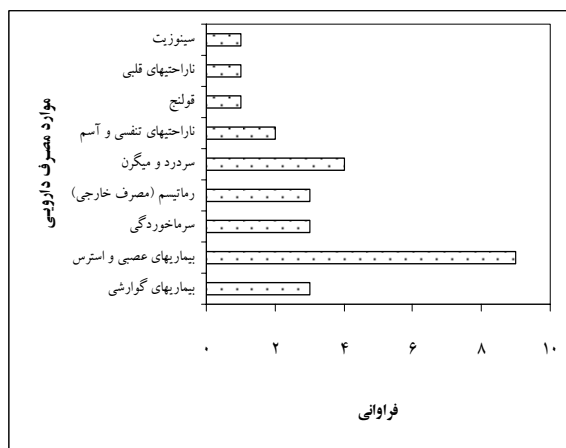 سینوزیت
ناراحتیهای قلبی
قولنج
ناراحتیهای تنفسی و آسم
سردرد و میگرن
رماتیسم (مصرف خارجی)
سرماخوردگی
بیماریهای عصبی و استرس
بیماریهای گوارشی
موارد مصرف دارویی
۰ ۲ ۴ ۶ ۸ ۱۰
فراوانی